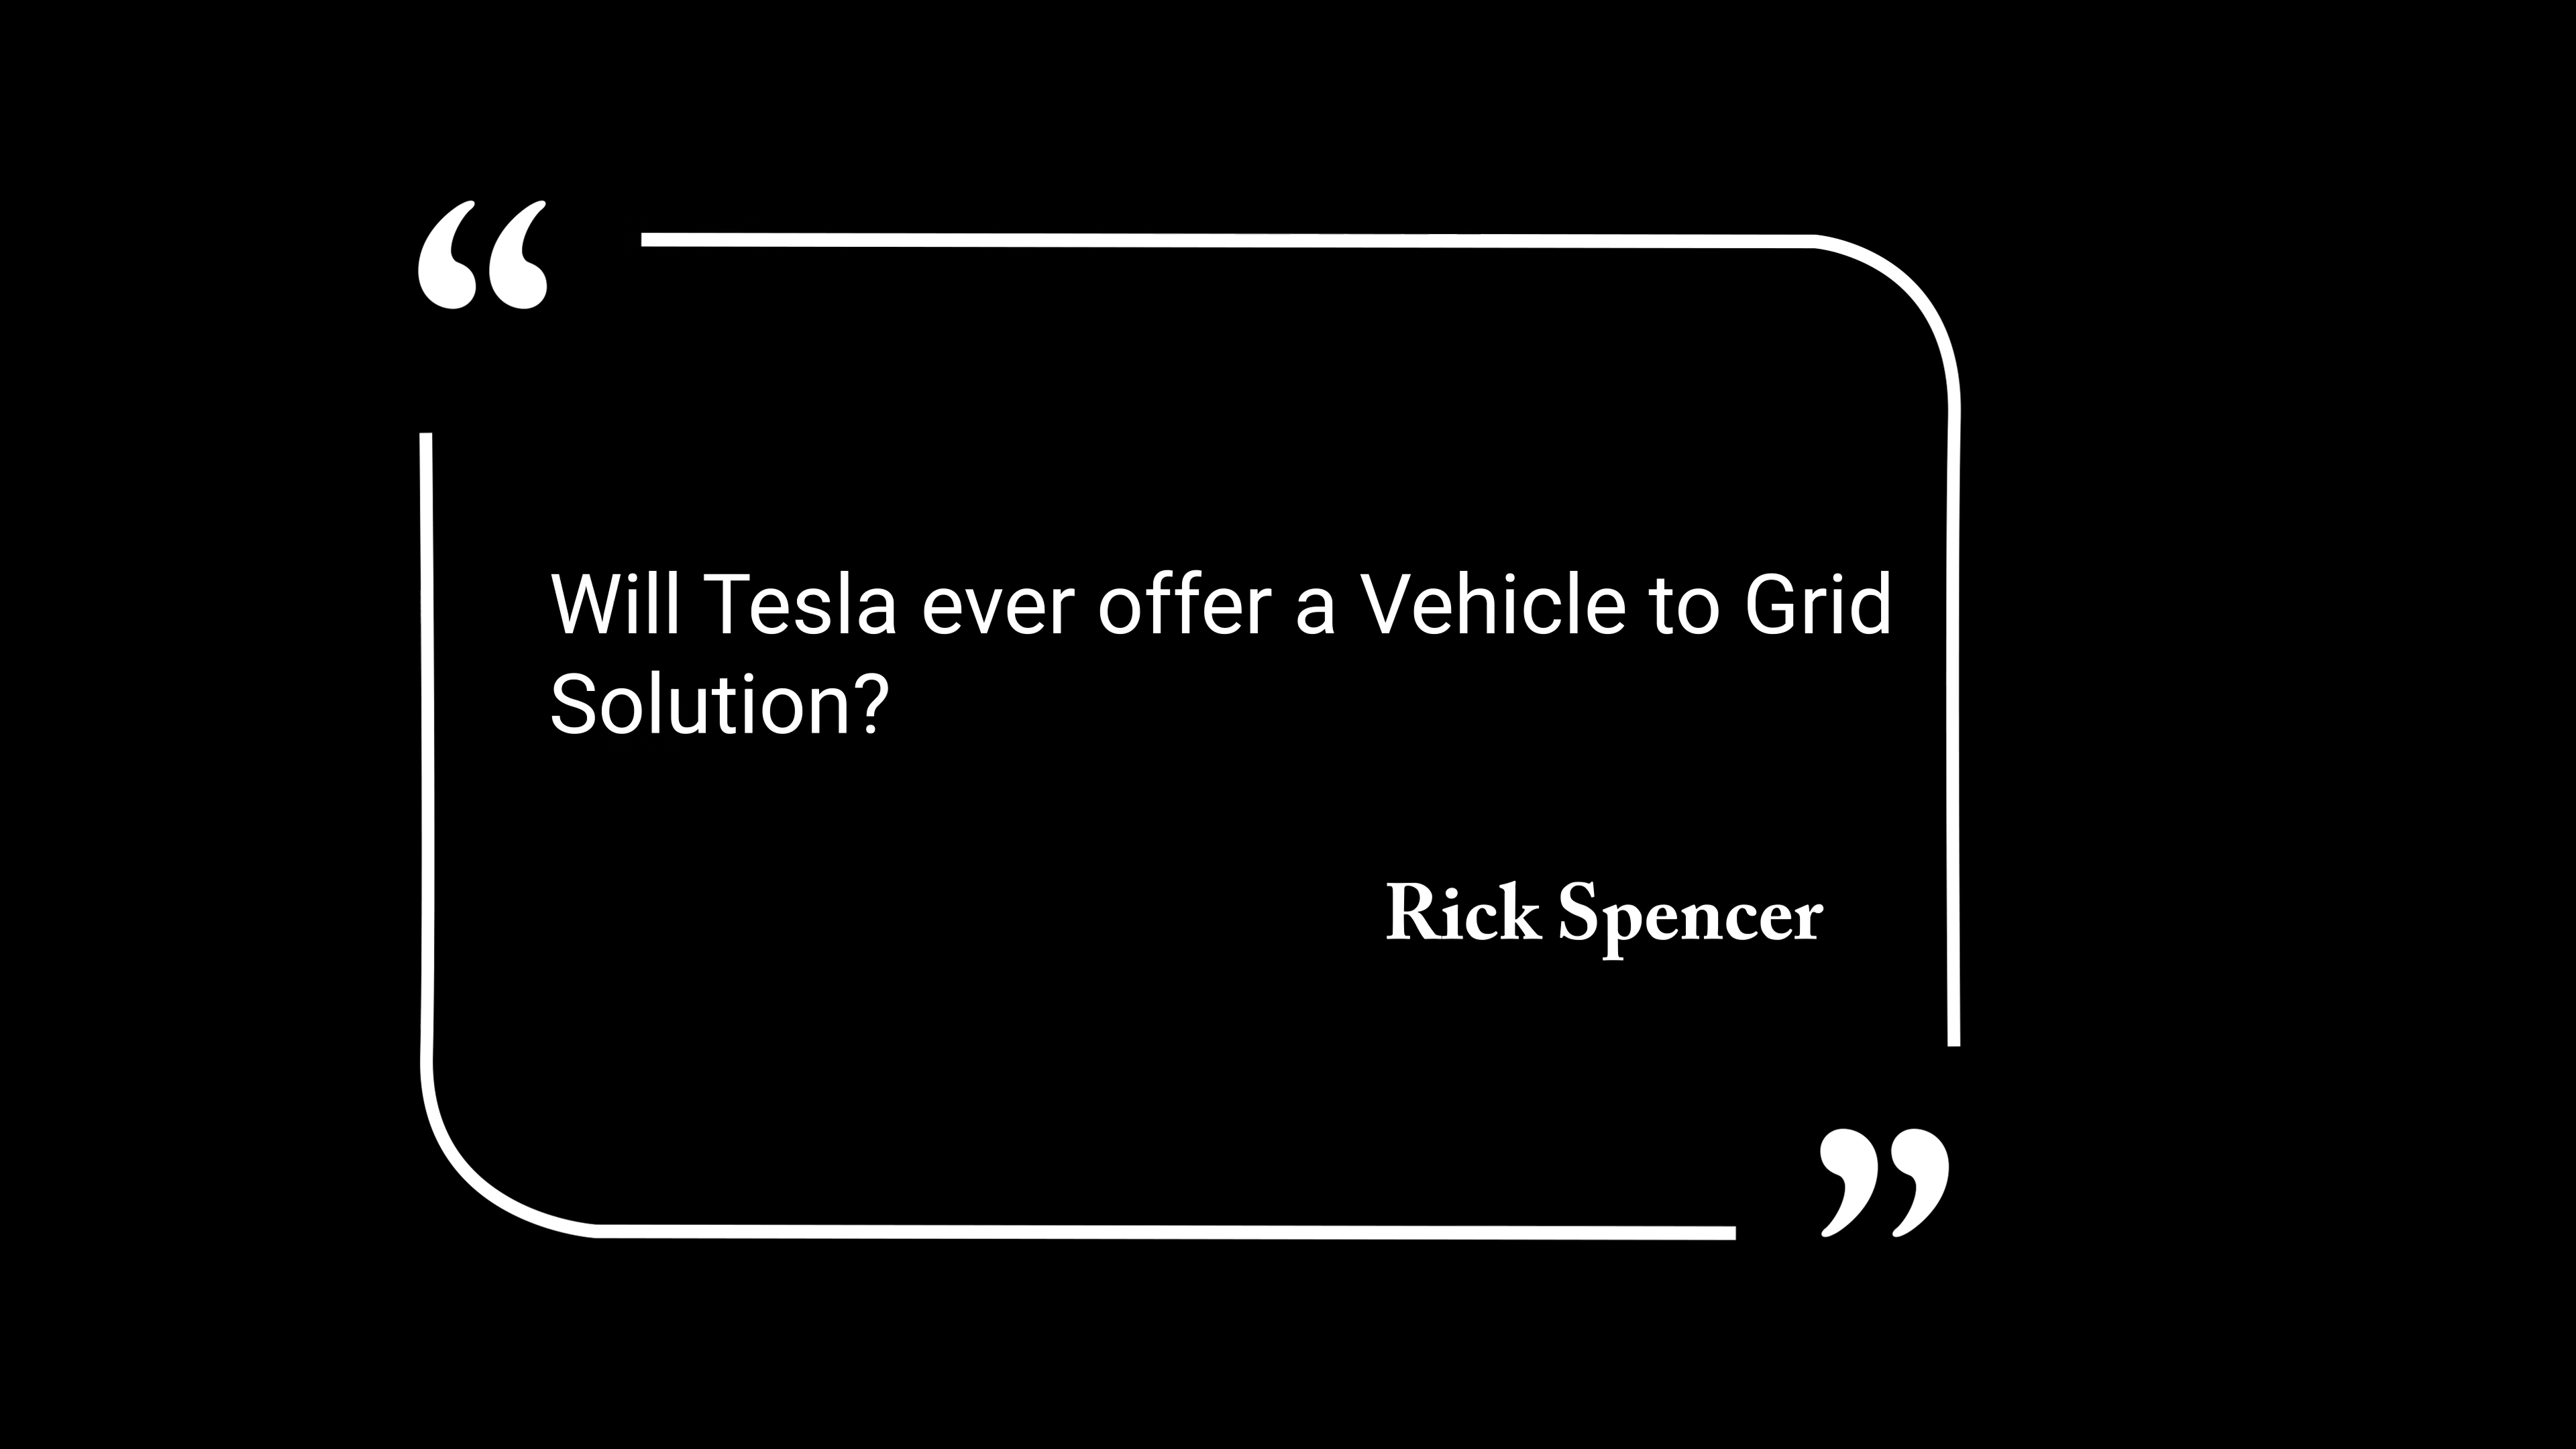 “
Will Tesla ever offer a Vehicle to Grid
Solution?
Rick Spencer
”